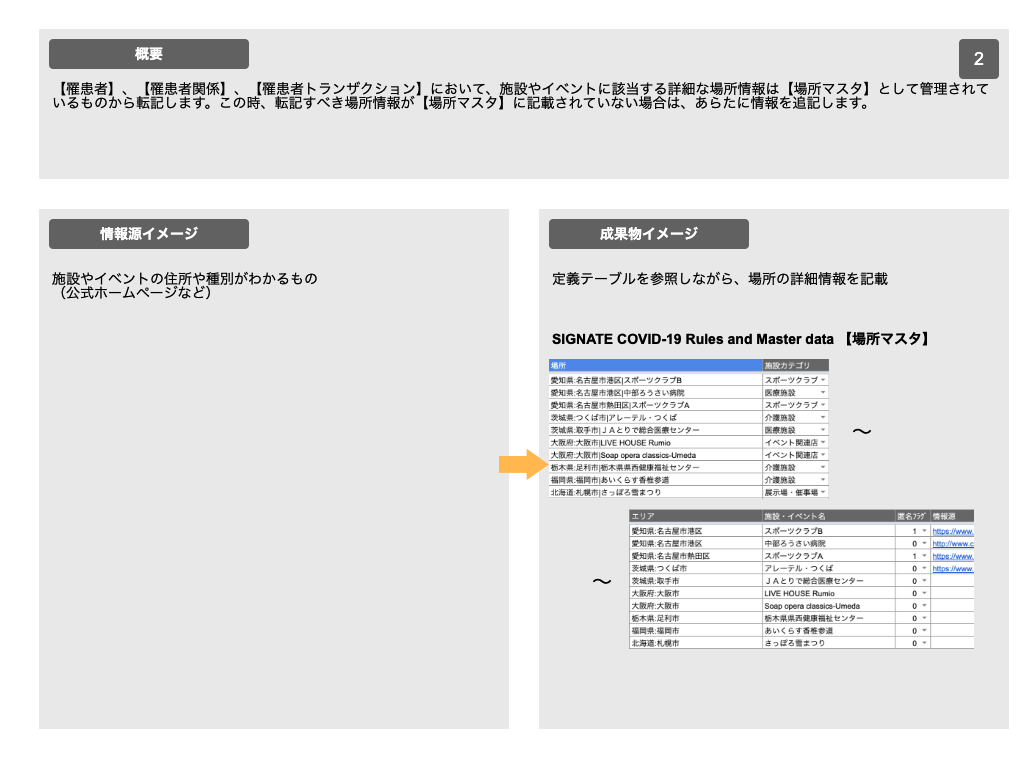 概要
2
【罹患者】、【罹患者関係】、【罹患者トランザクション】において、施設やイベントに該当する詳細な場所情報は【場所マスタ】として管理されて
いるものから転記します。この時、転記すべき場所情報が【場所マスタ】に記載されていない場合は、あらたに情報を追記します。
情報源イメージ
施設やイベントの住所や種別がわかるもの
（公式ホームページなど）
成果物イメージ
定義テーブルを参照しながら、場所の詳細情報を記載
SIGNATE COVID-19 Rules and Master data 【場所マスタ】
場所 施設カテゴリ
愛知県:名古屋市港区|スポーツクラブB スポーツクラブ
愛知県:名古屋市港区|中部ろうさい病院 医療施設
愛知県:名古屋市熱田区|スポーツクラブA スポーツクラブ
茨城県:つくば市|アレーテル・つくば 介護施設
茨城県:取手市|ＪＡとりで総合医療センター 医療施設
大阪府:大阪市|LIVE HOUSE Rumio イベント関連店
大阪府:大阪市|Soap opera classics-Umeda イベント関連店
栃木県:足利市|栃木県県西健康福祉センター 介護施設
福岡県:福岡市|あいくらす香椎参道 介護施設
北海道:札幌市|さっぽろ雪まつり 展示場・催事場
～
エリア 施設・イベント名 匿名ﾌﾗｸﾞ 情報源
愛知県:名古屋市港区 スポーツクラブB 1 https://www.
愛知県:名古屋市港区 中部ろうさい病院 0 http://www.c
愛知県:名古屋市熱田区 スポーツクラブA 1 https://www.
茨城県:つくば市 アレーテル・つくば 0 https://www.
茨城県:取手市 ＪＡとりで総合医療センター 0
大阪府:大阪市 LIVE HOUSE Rumio 0
大阪府:大阪市 Soap opera classics-Umeda 0
栃木県:足利市 栃木県県西健康福祉センター 0
福岡県:福岡市 あいくらす香椎参道 0
北海道:札幌市 さっぽろ雪まつり 0
～